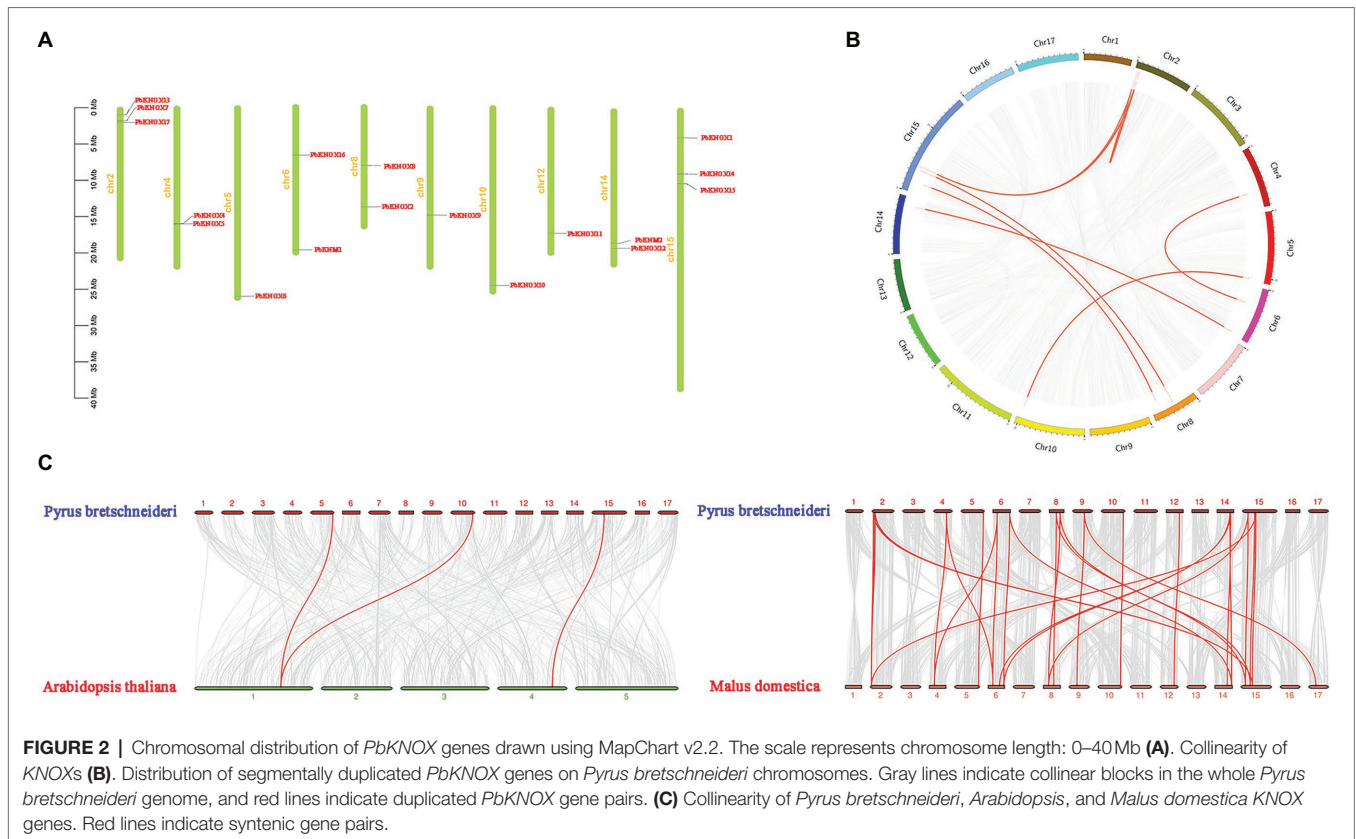 A
B
0 Mb
5 Mb
10 Mb
15 Mb
20 Mb
25 Mb
30 Mb
35 Mb
40 Mb
chr2
PbKNOX13
PbKNOX7
PbKNOX17
chr4
PbKNOX4
PbKNOX5
chr5
PbKNOX6
chr6
PbKNOX16
PbKNM1
chr8
PbKNOX8
PbKNOX2
chr9
PbKNOX9
chr10
PbKNOX10
chr12
PbKNOX11
chr14
PbKNM2
PbKNOX12
chr15
PbKNOX1
PbKNOX14
PbKNOX15
Chr1
Chr2
Chr3
Chr4
Chr5
Chr6
Chr7
Chr8
Chr9
Chr10
Chr11
Chr12
Chr13
Chr14
Chr15
Chr16
Chr17
C
1 2 3 4 5 6 7 8 9 10 11 12 13 14 15 16 17
Pyrus bretschneideri
Arabidopsis thaliana
1 2 3 4 5
1 2 3 4 5 6 7 8 9 10 11 12 13 14 15 16 17
Pyrus bretschneideri
Malus domestica
1 2 3 4 5 6 7 8 9 10 11 12 13 14 15 16 17
FIGURE 2 | Chromosomal distribution of PbKNOX genes drawn using MapChart v2.2. The scale represents chromosome length: 0–40 Mb (A). Collinearity of
KNOXs (B). Distribution of segmentally duplicated PbKNOX genes on Pyrus bretschneideri chromosomes. Gray lines indicate collinear blocks in the whole Pyrus
bretschneideri genome, and red lines indicate duplicated PbKNOX gene pairs. (C) Collinearity of Pyrus bretschneideri, Arabidopsis, and Malus domestica KNOX
genes. Red lines indicate syntenic gene pairs.